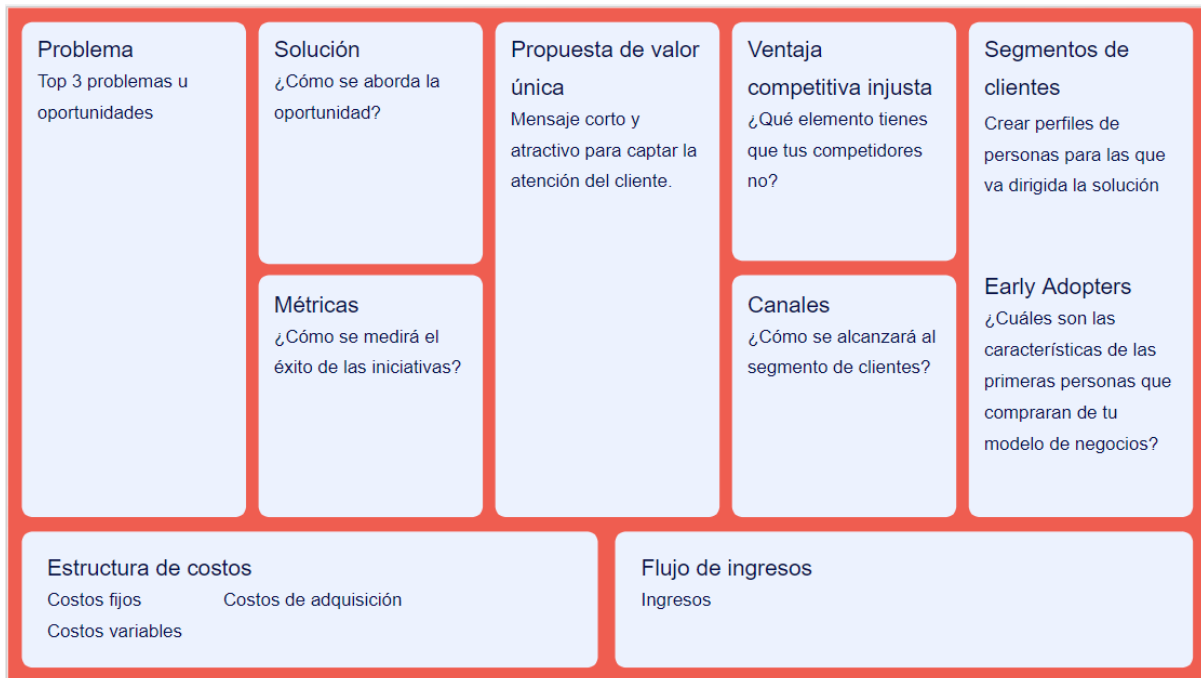 Problema
Top 3 problemas u
oportunidades
Solución
¿Cómo se aborda la
oportunidad?
Métricas
¿Cómo se medirá el
éxito de las iniciativas?
Propuesta de valor
única
Mensaje corto y
atractivo para captar la
atención del cliente.
Ventaja
competitiva injusta
¿Qué elemento tienes
que tus competidores
no?
Canales
¿Cómo se alcanzará al
segmento de clientes?
Segmentos de
clientes
Crear perfiles de
personas para las que
va dirigida la solución
Early Adopters
¿Cuáles son las
características de las
primeras personas que
compraran de tu
modelo de negocios?
Estructura de costos
Costos fijos
Costos de adquisición
Costos variables
Flujo de ingresos
Ingresos